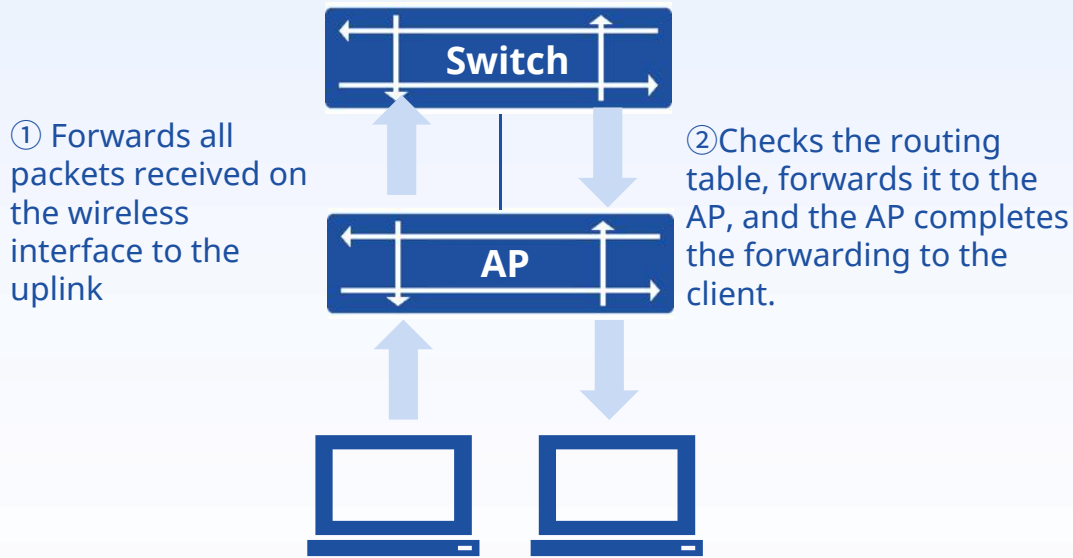 Switch
① Forwards all
packets received on
the wireless
interface to the
uplink
②Checks the routing
table, forwards it to the
AP, and the AP completes
the forwarding to the
client.
AP